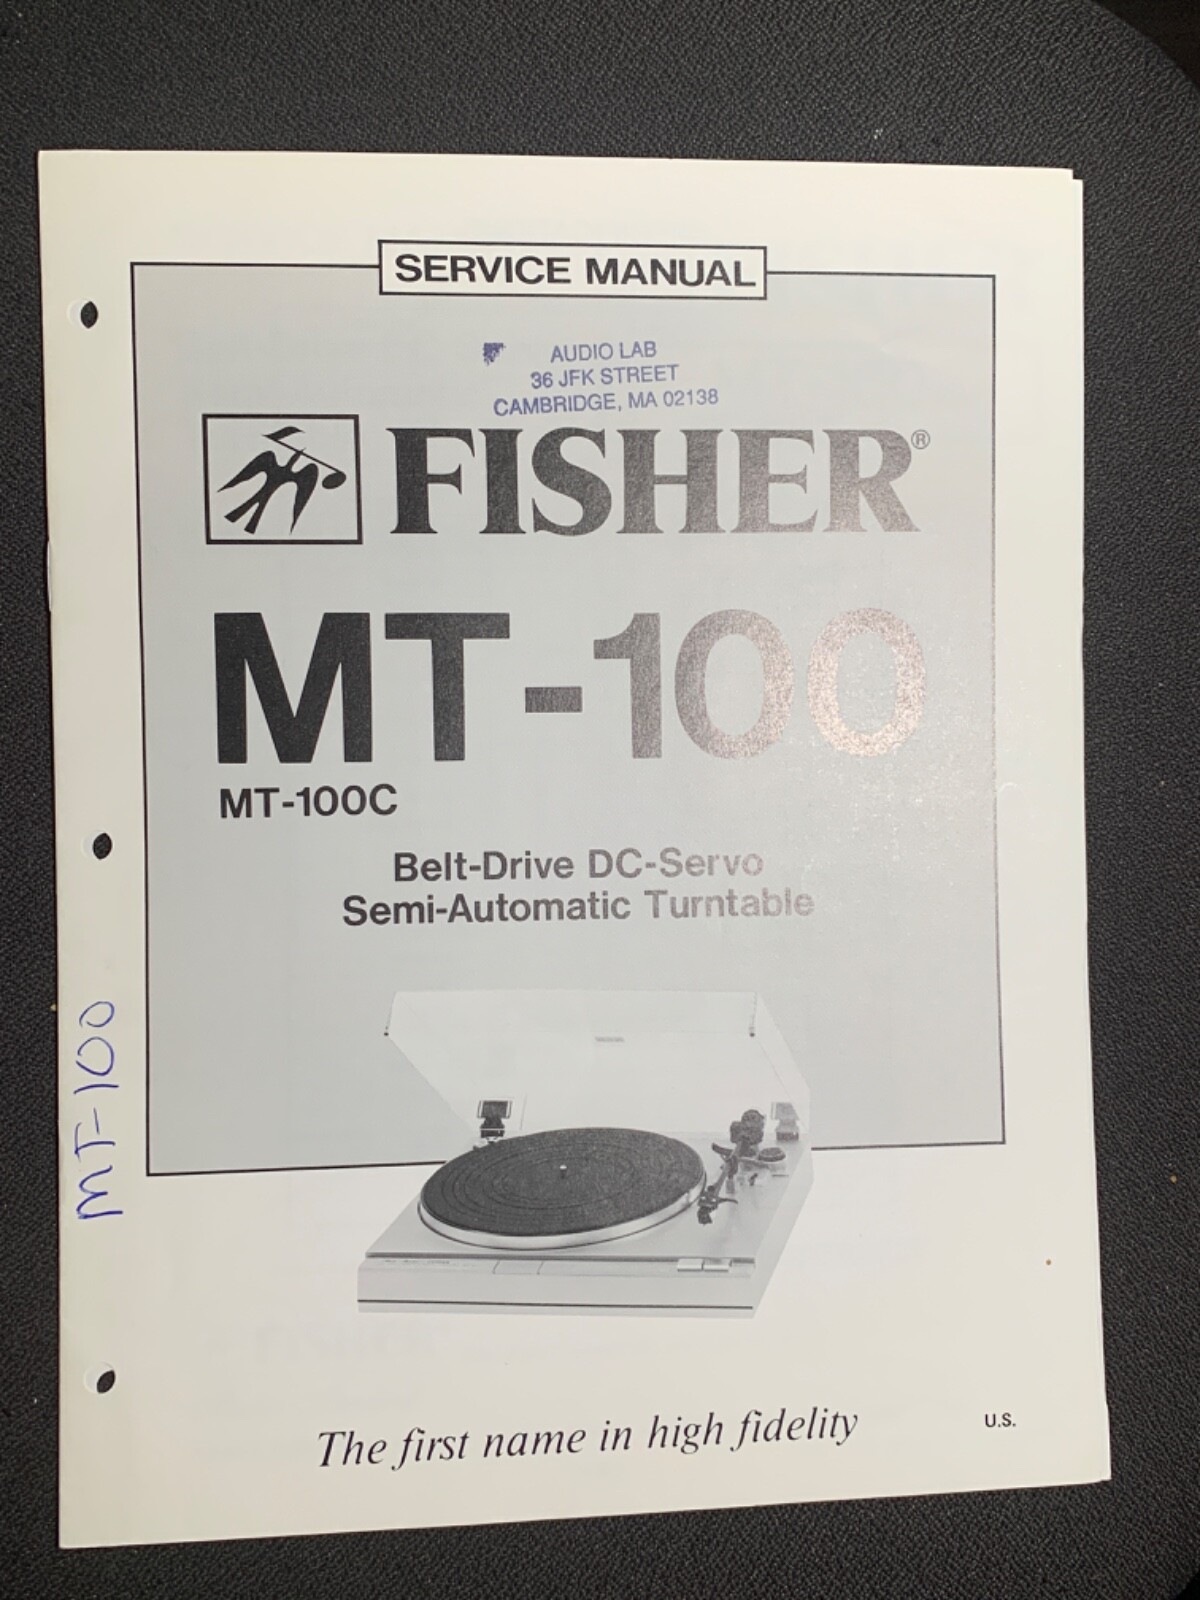 SERVICE MANUAL
AUDIO LAB
36 JFK STREET
CAMBRIDGE, MA 02138
FISHER®
MT-100
MT-100C
Belt-Drive DC-Servo
Semi-Automatic Turntable
MT-100
The first name in high fidelity
U.S.